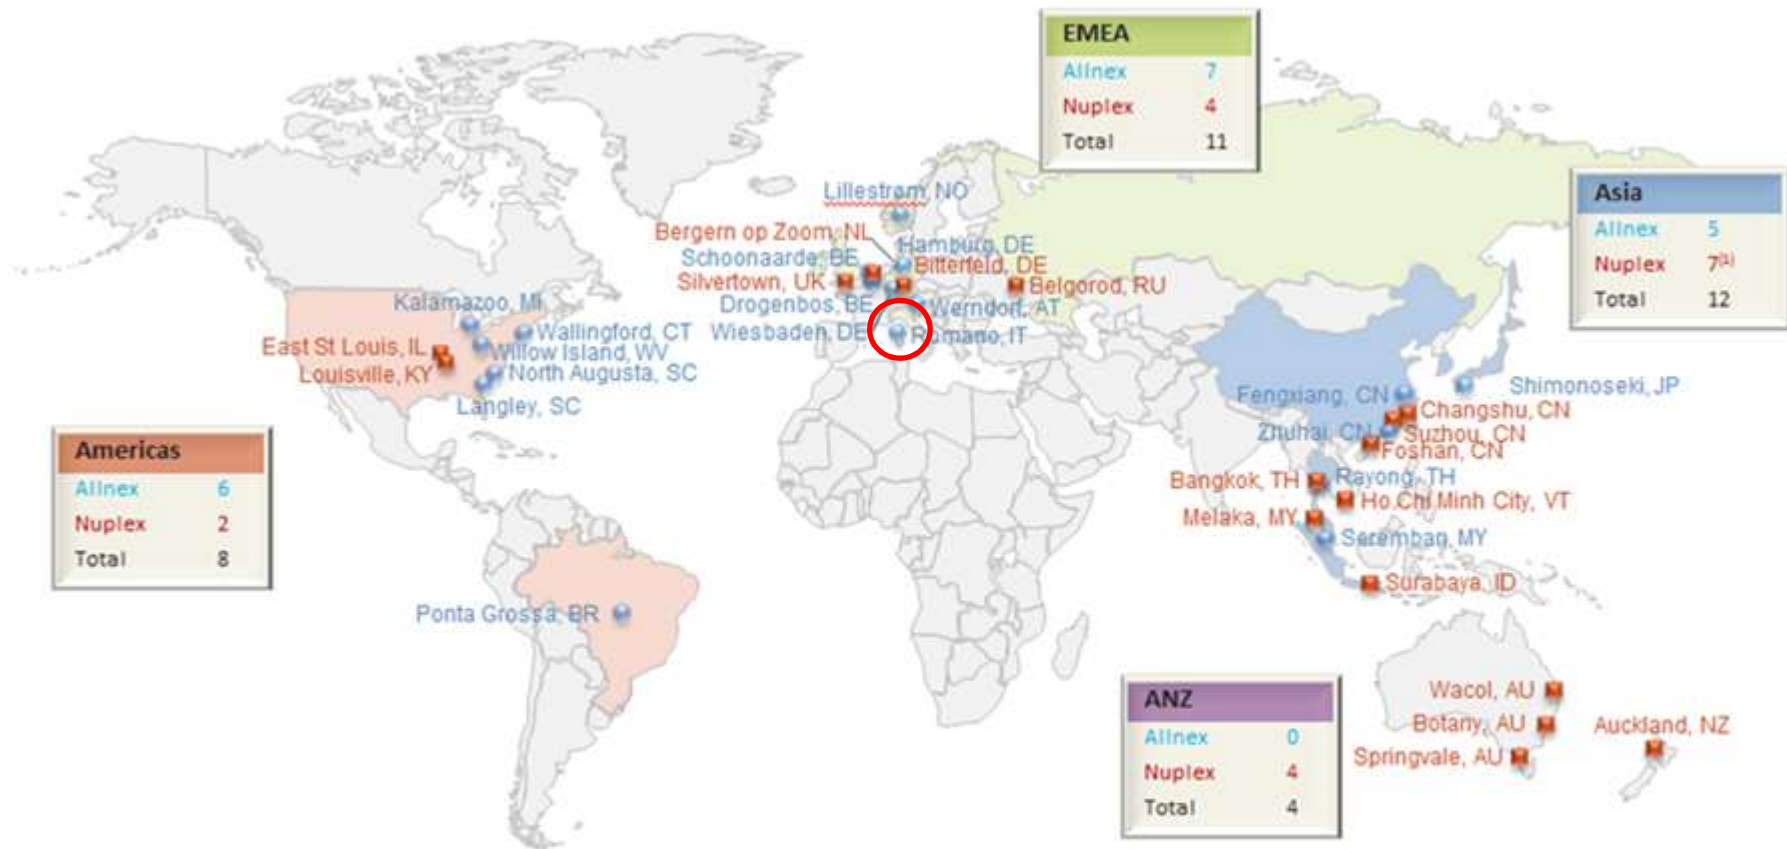 EMEA
Allnex 7
Nuplex 4
Total 11
Asia
Allnex 5
Nuplex 7(1)
Total 12
Lillestrøm, NO
Bergern op Zoom, NL
Hamburg, DE
Schoonaarde, BE
Bitterfeld, DE
Silvertown, UK
Belgorod, RU
Drogenbos, BE
Werndorf, AT
Wiesbaden, DE
Romano, IT
Kalamazoo, MI
Wallingford, CT
East St Louis, IL
Willow Island, WV
Louisville, KY
North Augusta, SC
Langley, SC
Shimonoseki, JP
Fengxiang, CN
Changshu, CN
Zhuhai, CN
Suzhou, CN
Foshan, CN
Bangkok, TH
Rayong, TH
Ho Chi Minh City, VT
Melaka, MY
Seremban, MY
Surabaya, ID
Americas
Allnex 6
Nuplex 2
Total 8
Ponta Grossa, BR
ANZ
Allnex 0
Nuplex 4
Total 4
Wacol, AU
Botany, AU
Auckland, NZ
Springvale, AU